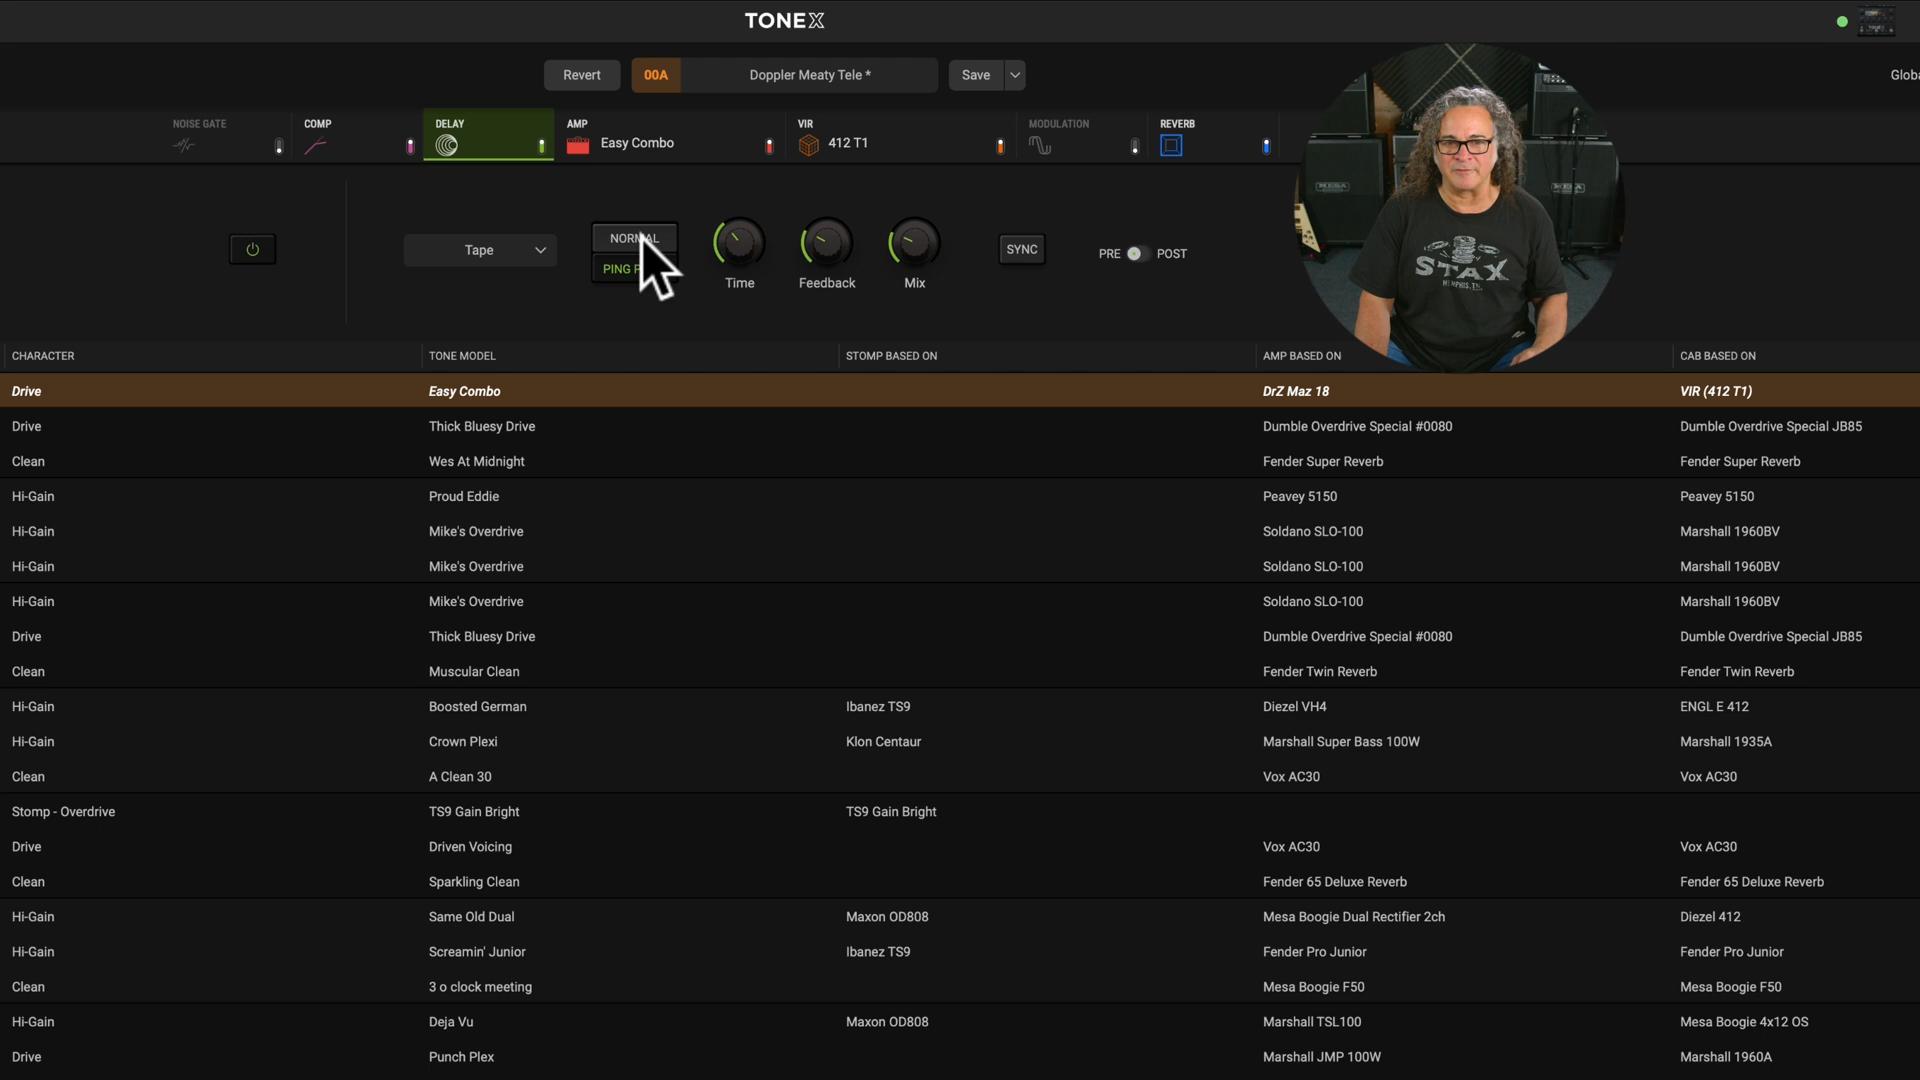 TONEX
Revert 00A Doppler Meaty Tele * Save
Globa
NOISE GATE COMP DELAY AMP Easy Combo VIR 412 T1 MODULATION REVERB
Tape NORMAL PING Time Feedback Mix SYNC PRE POST
MESA MESA
STAX
MEMPHIS, TN.
CHARACTER TONE MODEL STOMP BASED ON AMP BASED ON CAB BASED ON
Drive Easy Combo DrZ Maz 18 VIR (412 T1)
Drive Thick Bluesy Drive Dumble Overdrive Special #0080 Dumble Overdrive Special JB85
Clean Wes At Midnight Fender Super Reverb Fender Super Reverb
Hi-Gain Proud Eddie Peavey 5150 Peavey 5150
Hi-Gain Mike's Overdrive Soldano SLO-100 Marshall 1960BV
Hi-Gain Mike's Overdrive Soldano SLO-100 Marshall 1960BV
Hi-Gain Mike's Overdrive Soldano SLO-100 Marshall 1960BV
Drive Thick Bluesy Drive Dumble Overdrive Special #0080 Dumble Overdrive Special JB85
Clean Muscular Clean Fender Twin Reverb Fender Twin Reverb
Hi-Gain Boosted German Ibanez TS9 Diezel VH4 ENGL E 412
Hi-Gain Crown Plexi Klon Centaur Marshall Super Bass 100W Marshall 1935A
Clean A Clean 30 Vox AC30 Vox AC30
Stomp - Overdrive TS9 Gain Bright TS9 Gain Bright
Drive Driven Voicing Vox AC30 Vox AC30
Clean Sparkling Clean Fender 65 Deluxe Reverb Fender 65 Deluxe Reverb
Hi-Gain Same Old Dual Maxon OD808 Mesa Boogie Dual Rectifier 2ch Diezel 412
Hi-Gain Screamin' Junior Ibanez TS9 Fender Pro Junior Fender Pro Junior
Clean 3 o clock meeting Mesa Boogie F50 Mesa Boogie F50
Hi-Gain Deja Vu Maxon OD808 Marshall TSL100 Mesa Boogie 4x12 OS
Drive Punch Plex Marshall JMP 100W Marshall 1960A